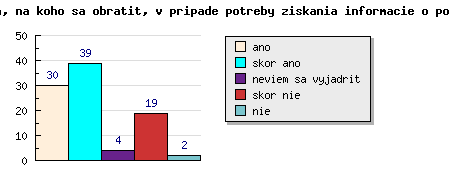 , na koho sa obratit, v pripade potreby ziskania informacie o po
50
40
30
20
10
0
30
39
4
19
2
ano
skor ano
neviem sa vyjadrit
skor nie
nie